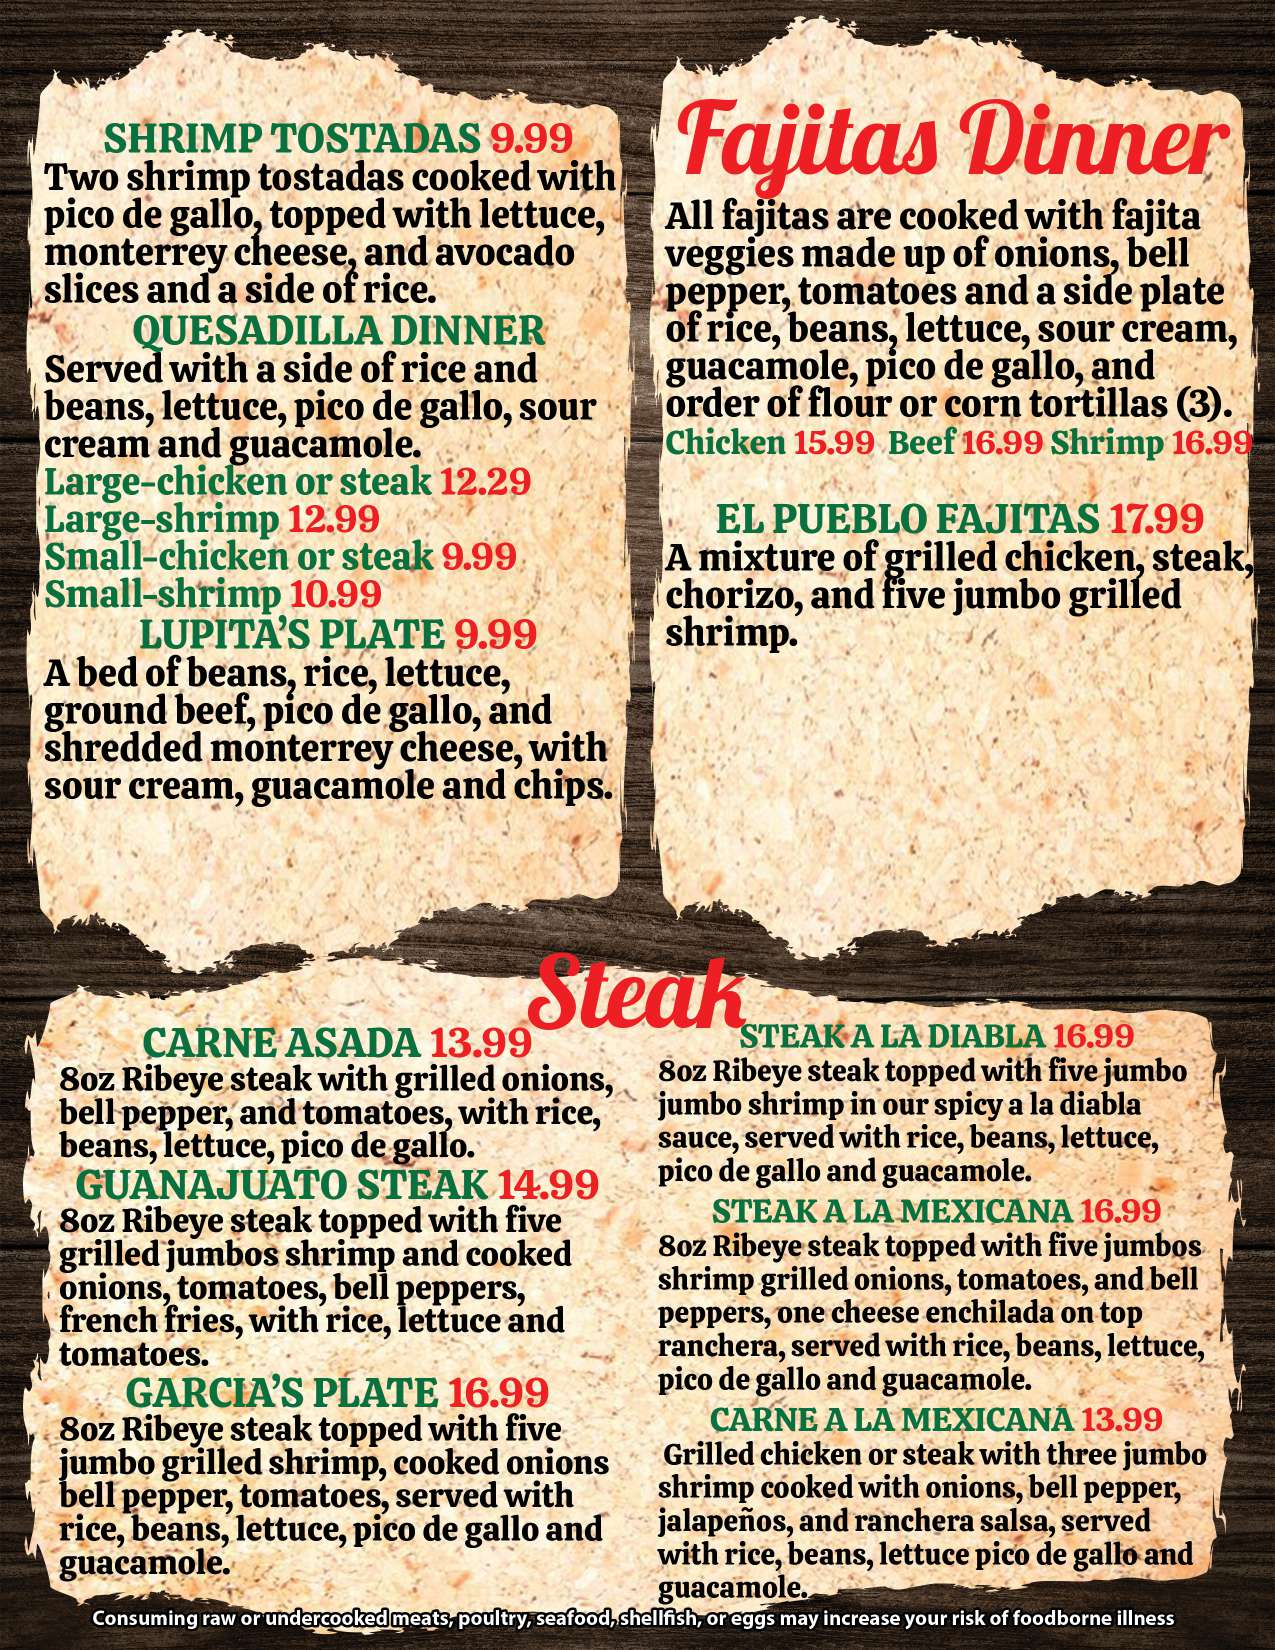 SHRIMP TOSTADAS 9.99
Two shrimp tostadas cooked with
pico de gallo, topped with lettuce,
monterrey cheese, and avocado
slices and a side of rice.
QUESADILLA DINNER
Served with a side of rice and
beans, lettuce, pico de gallo, sour
cream and guacamole.
Large-chicken or steak 12.29
Large-shrimp 12.99
Small-chicken or steak 9.99
Small-shrimp 10.99
LUPITA'S PLATE 9.99
A bed of beans, rice, lettuce,
ground beef, pico de gallo, and
shredded monterrey cheese, with
sour cream, guacamole and chips.
Fajitas Dinner
All fajitas are cooked with fajita
veggies made up of onions, bell
pepper, tomatoes and a side plate
of rice, beans, lettuce, sour cream,
guacamole, pico de gallo, and
order of flour or corn tortillas (3).
Chicken 15.99 Beef 16.99 Shrimp 16.99
EL PUEBLO FAJITAS 17.99
A mixture of grilled chicken, steak,
chorizo, and five jumbo grilled
shrimp.
Steak
CARNE ASADA 13.99
8oz Ribeye steak with grilled onions,
bell pepper, and tomatoes, with rice,
beans, lettuce, pico de gallo.
GUANAJUATO STEAK 14.99
8oz Ribeye steak topped with five
grilled jumbos shrimp and cooked
onions, tomatoes, bell peppers,
french fries, with rice, lettuce and
tomatoes.
GARCIA'S PLATE 16.99
8oz Ribeye steak topped with five
jumbo grilled shrimp, cooked onions
bell pepper, tomatoes, served with
rice, beans, lettuce, pico de gallo and
guacamole.
STEAK A LA DIABLA 16.99
8oz Ribeye steak topped with five jumbo
jumbo shrimp in our spicy a la diabla
sauce, served with rice, beans, lettuce,
pico de gallo and guacamole.
STEAK A LA MEXICANA 16.99
8oz Ribeye steak topped with five jumbos
shrimp grilled onions, tomatoes, and bell
peppers, one cheese enchilada on top
ranchera, served with rice, beans, lettuce,
pico de gallo and guacamole.
CARNE A LA MEXICANA 13.99
Grilled chicken or steak with three jumbo
shrimp cooked with onions, bell pepper,
jalapeños, and ranchera salsa, served
with rice, beans, lettuce pico de gallo and
guacamole.
Consuming raw or undercooked meats, poultry, seafood, shellfish, or eggs may increase your risk of foodborne illness